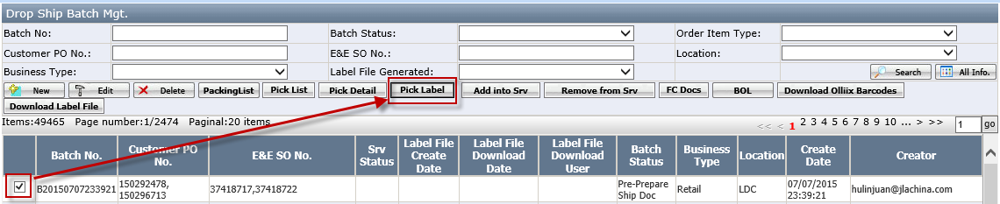 Drop Ship Batch Mgt.
Batch No: Batch Status: Order Item Type:
Customer PO No.: E&E SO No.: Location:
Business Type: Label File Generated: Search All Info.
New Edit Delete PackingList Pick List Pick Detail Pick Label Add into Srv Remove from Srv FC Docs BOL Download Olliix Barcodes
Download Label File
Items:49465 Page number:1/2474 Paginal:20 items << < 1 2 3 4 5 6 7 8 9 10 ... > >> 1 go
Batch No. Customer PO No. E&E SO No. Srv Status Label File Create Date Label File Download Date Label File Download User Batch Status Business Type Location Create Date Creator
B20150707233921 150292478, 150296713 37418717,37418722 Pre-Prepare Ship Doc Retail LDC 07/07/2015 23:39:21 hulinjuan@jlachina.com